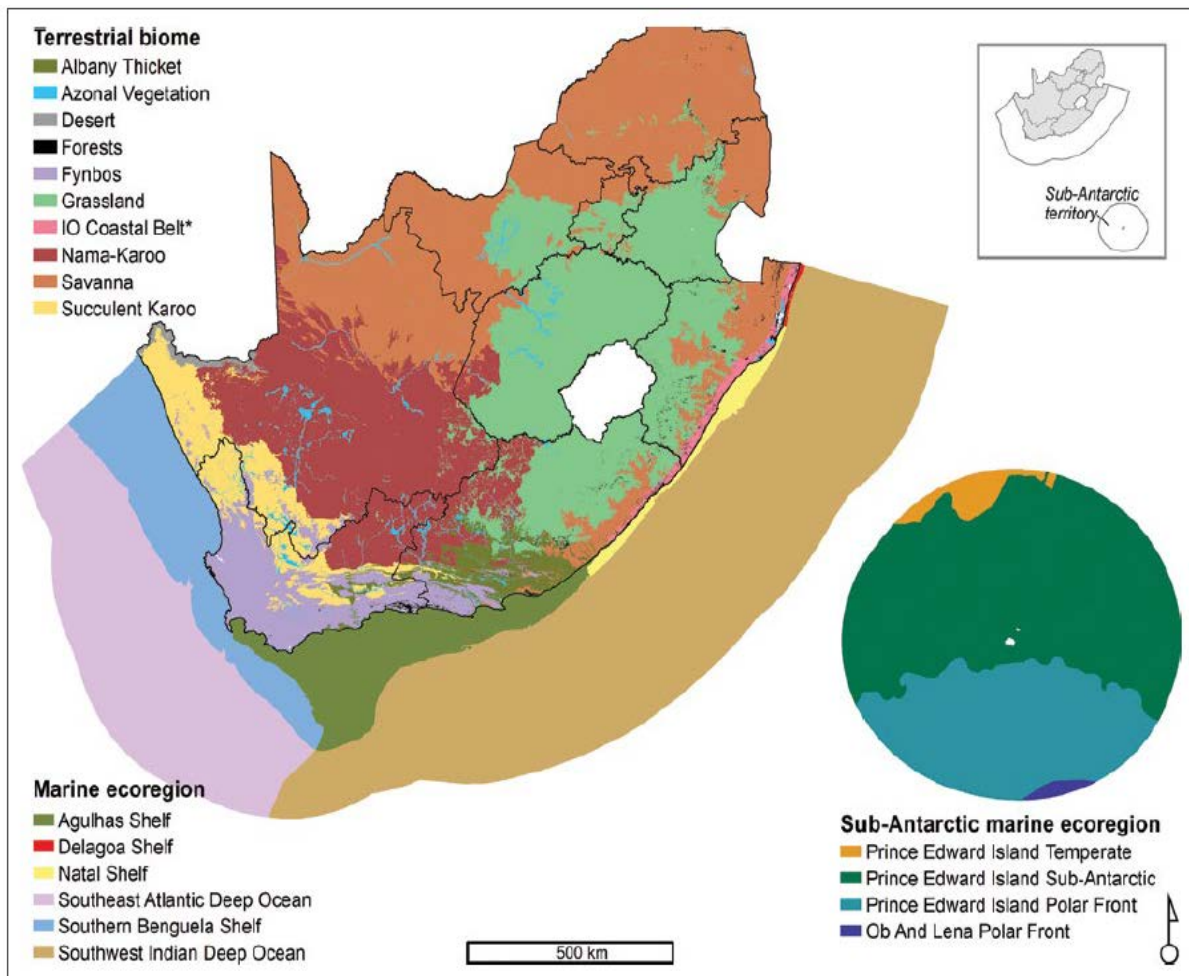 Terrestrial biome
Albany Thicket
Azonal Vegetation
Desert
Forests
Fynbos
Grassland
IO Coastal Belt*
Nama-Karoo
Savanna
Succulent Karoo
Sub-Antarctic
territory
Marine ecoregion
Agulhas Shelf
Delagoa Shelf
Natal Shelf
Southeast Atlantic Deep Ocean
Southern Benguela Shelf
Southwest Indian Deep Ocean
500 km
Sub-Antarctic marine ecoregion
Prince Edward Island Temperate
Prince Edward Island Sub-Antarctic
Prince Edward Island Polar Front
Ob And Lena Polar Front